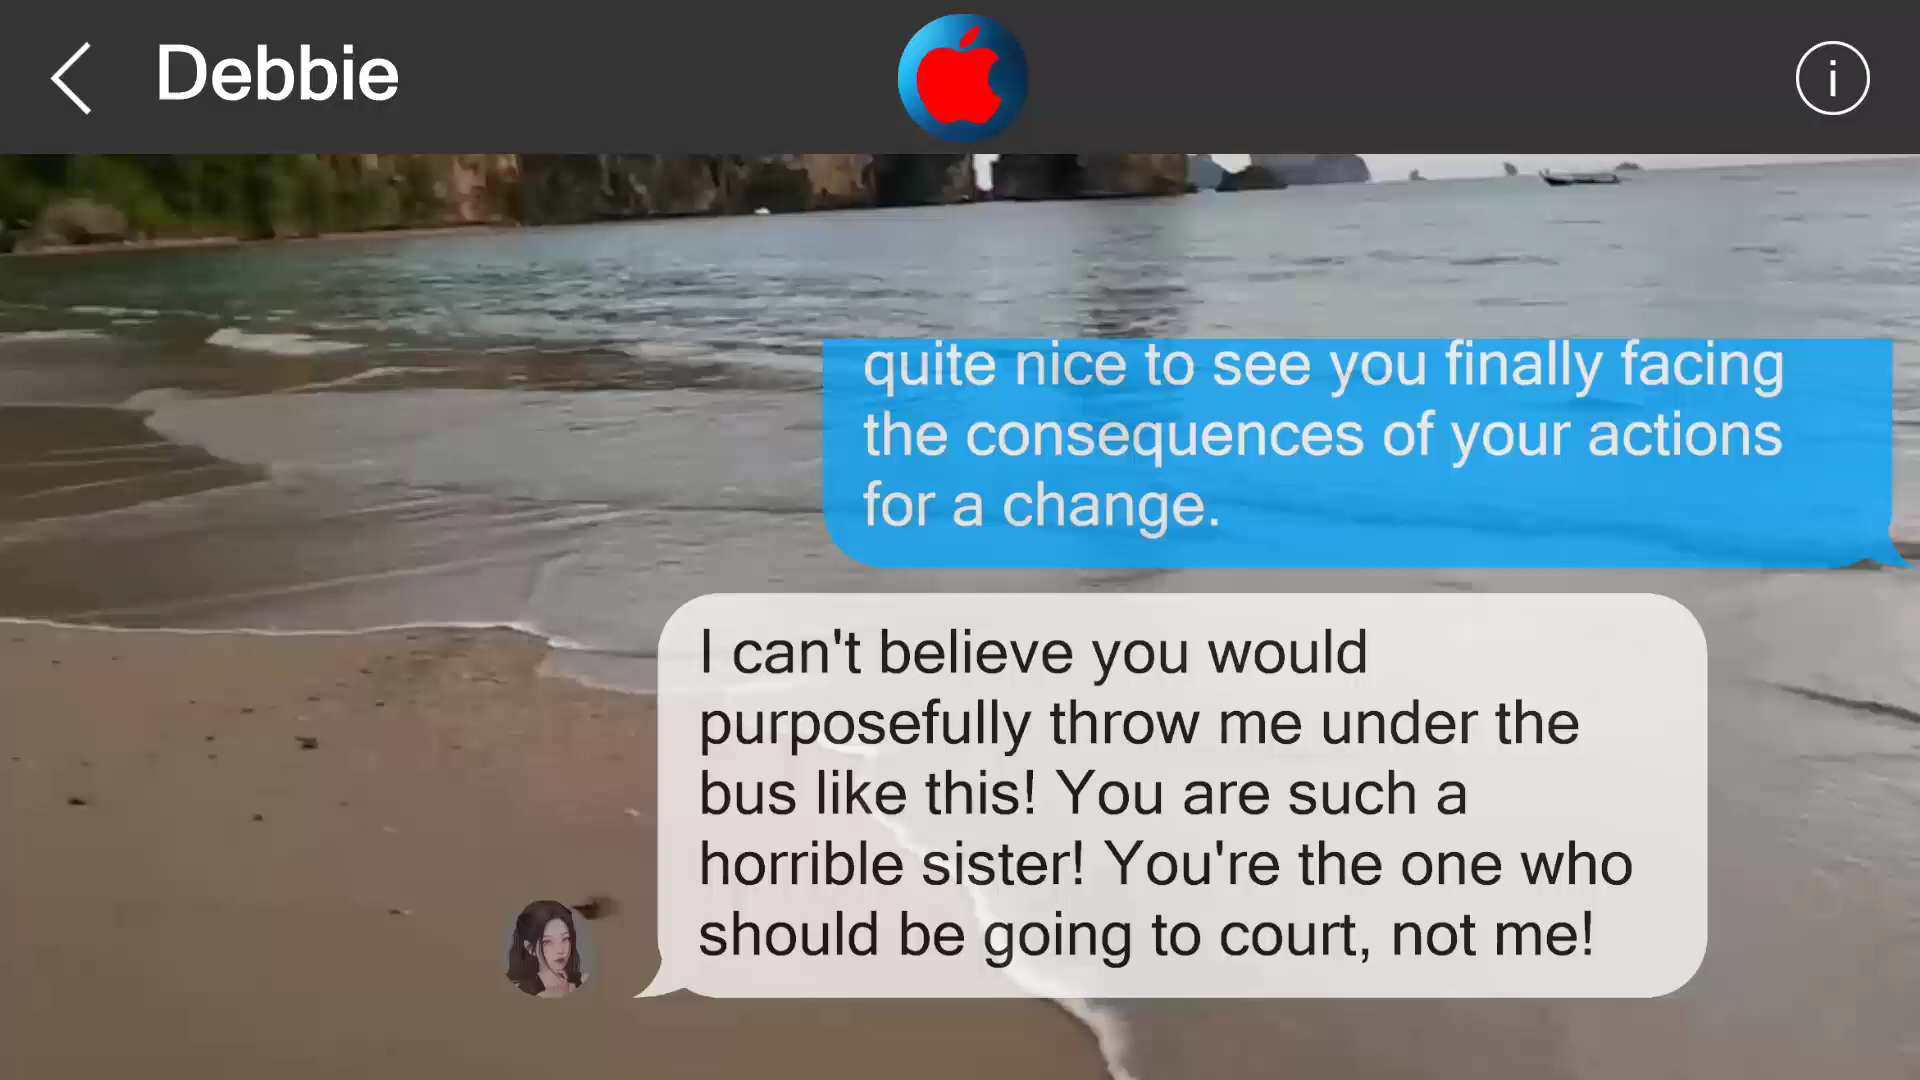 Debbie
i
quite nice to see you finally facing
the consequences of your actions
for a change.
I can't believe you would
purposefully throw me under the
bus like this! You are such a
horrible sister! You're the one who
should be going to court, not me!